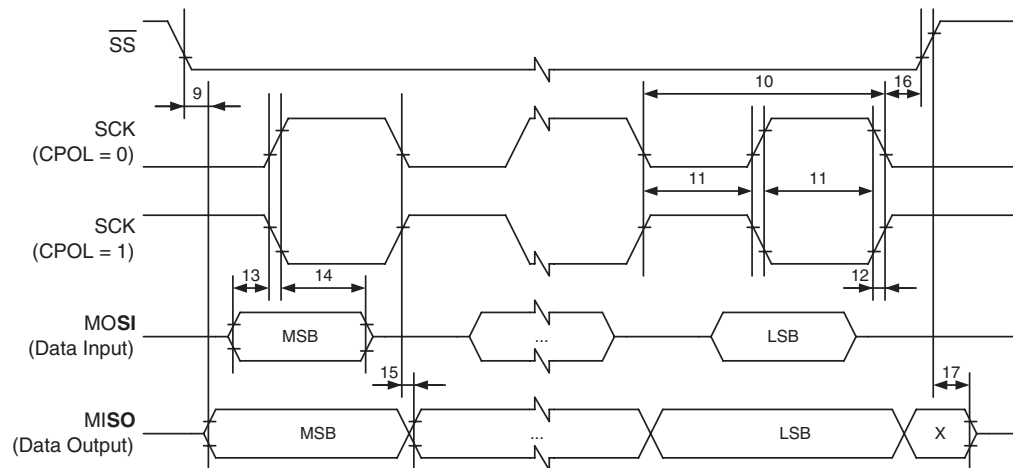 SS
10
9
16
SCK
(CPOL = 0)
11
11
SCK
(CPOL = 1)
13
14
12
MOSI
(Data Input)
MSB
...
LSB
15
17
MISO
(Data Output)
MSB
...
LSB
X